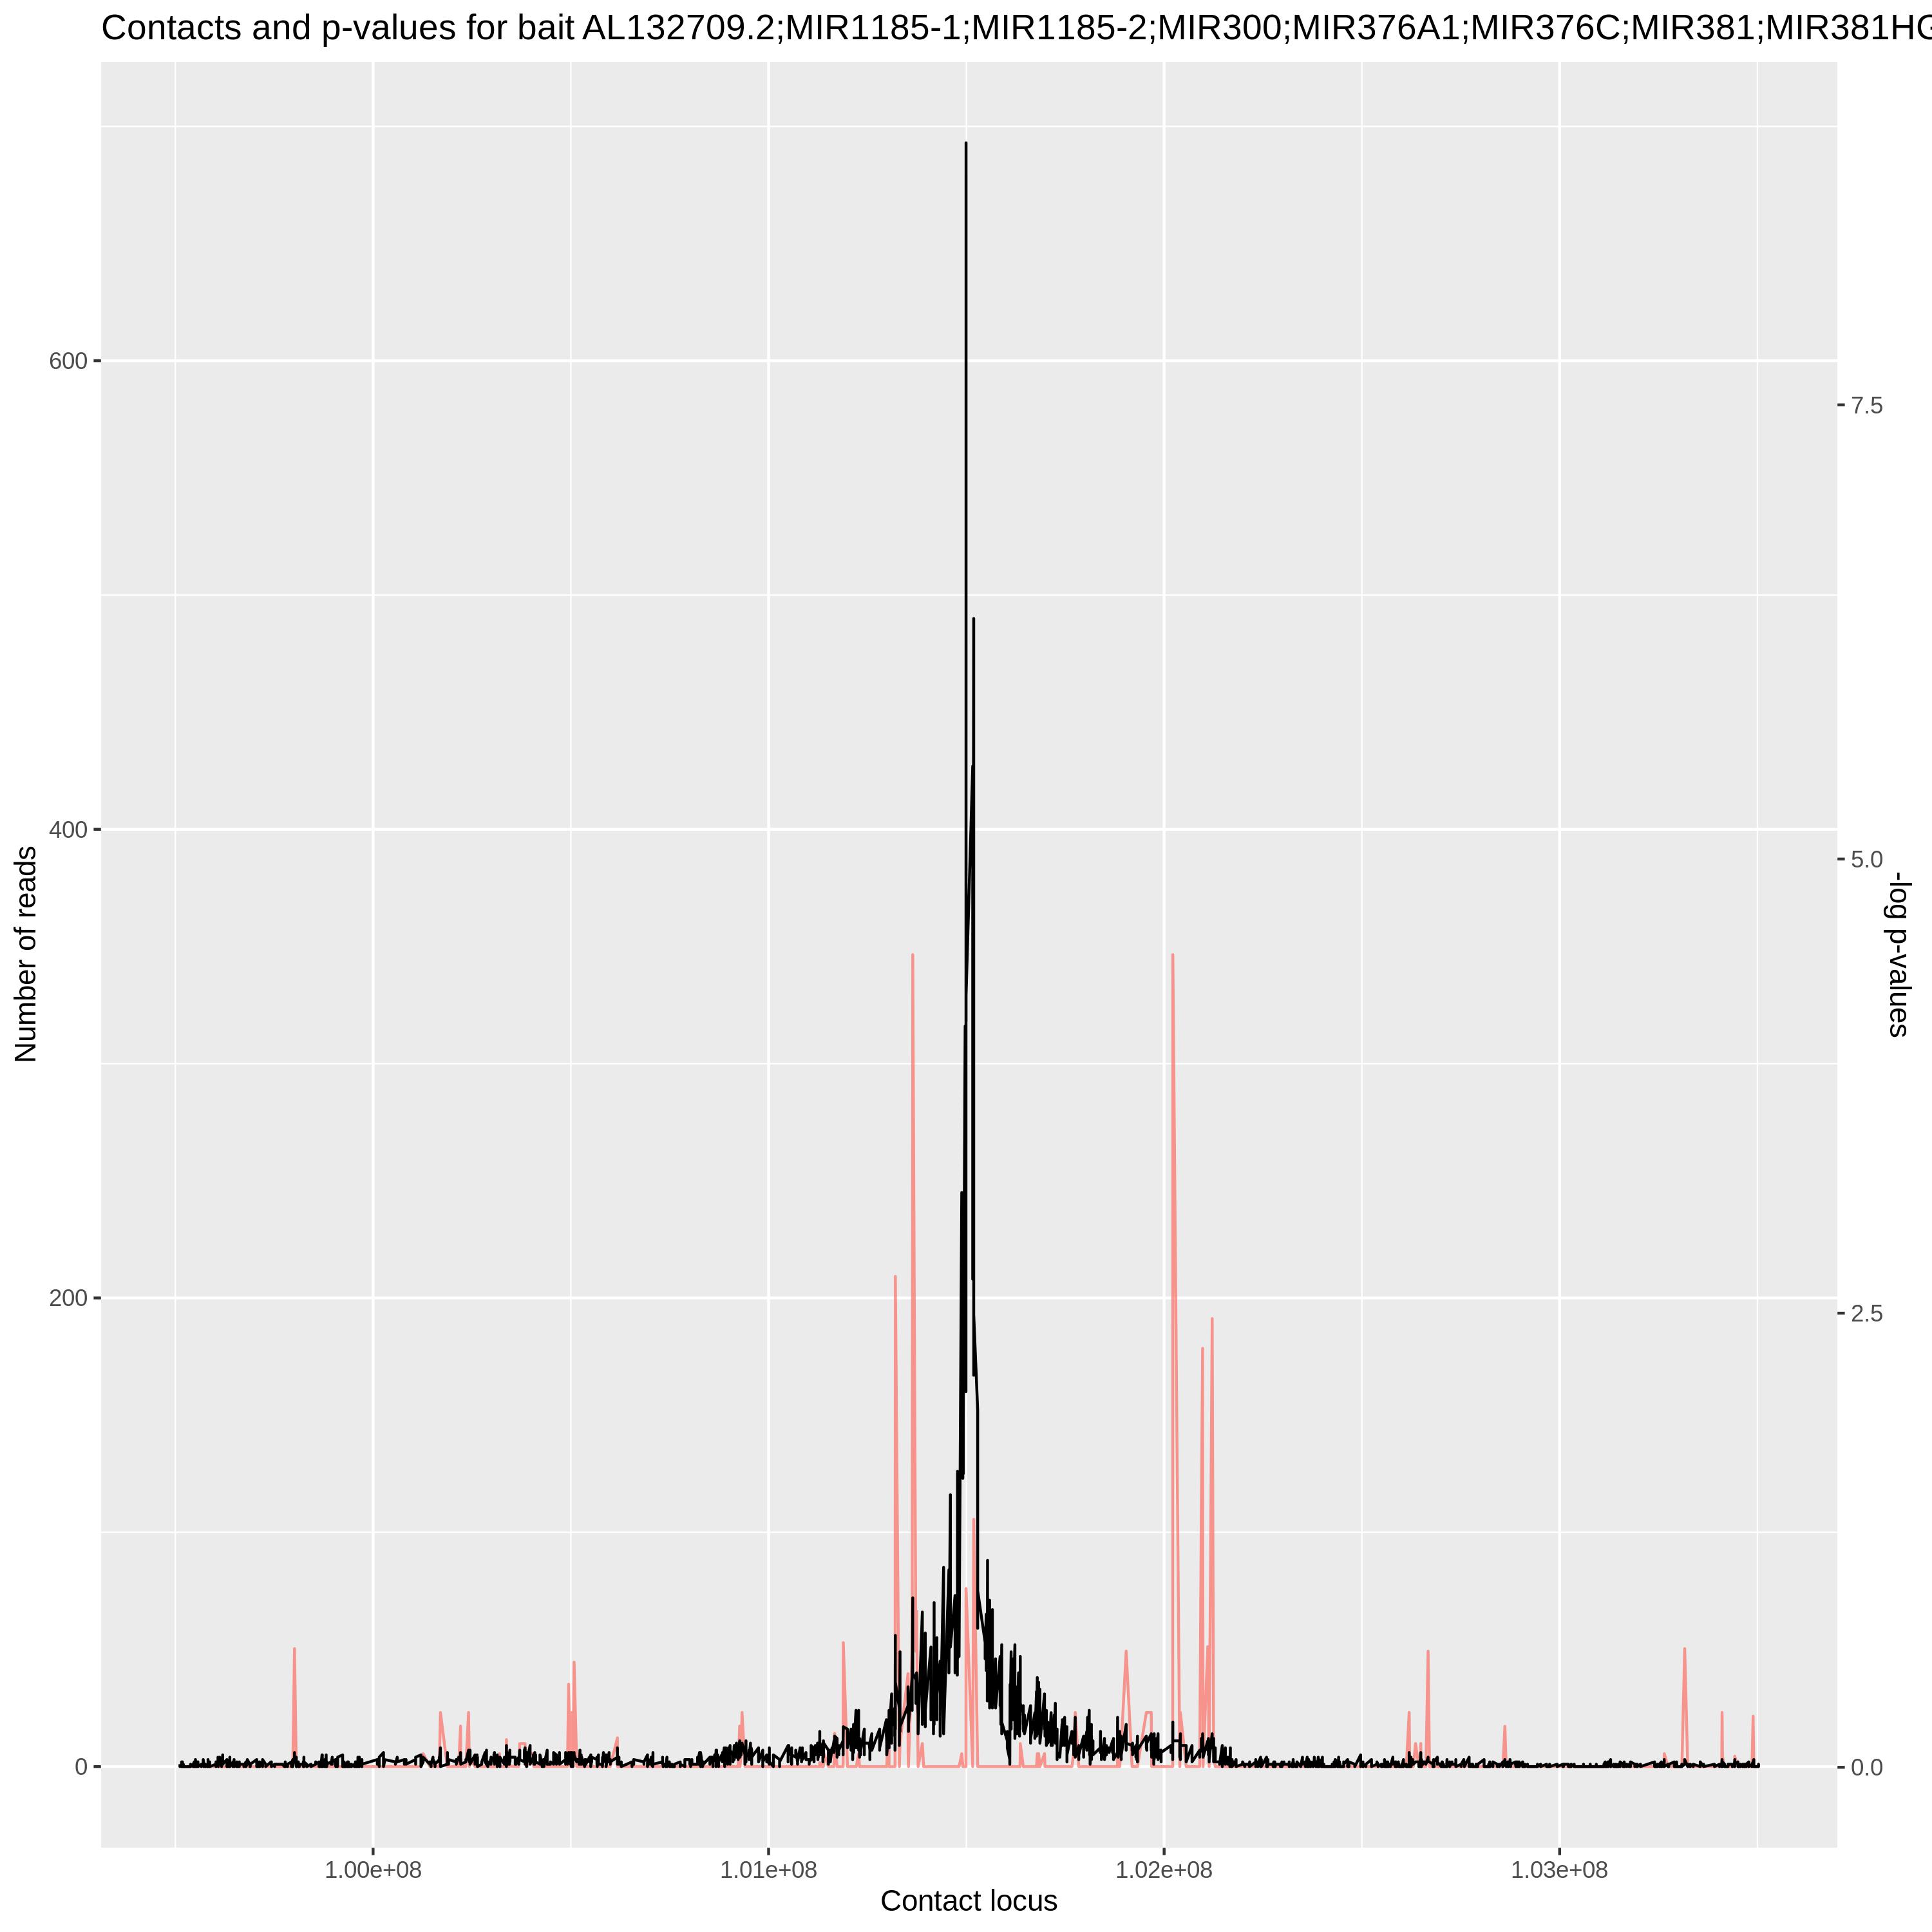 Contacts and p-values for bait AL132709.2;MIR1185-1;MIR1185-2;MIR300;MIR376A1;MIR376C;MIR381;MIR381HG
600
400
200
0
Number of reads
7.5
5.0
2.5
0.0
-log p-values
1.00e+08
1.01e+08
1.02e+08
1.03e+08
Contact locus